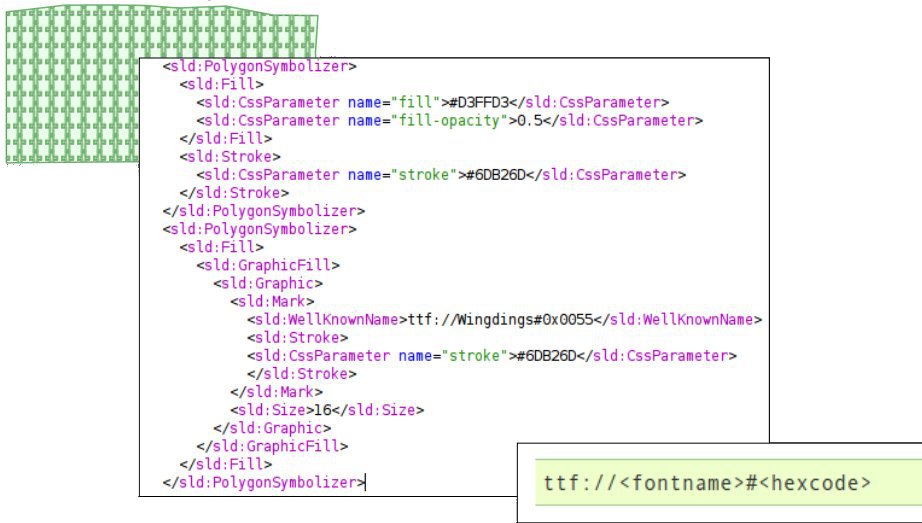 <sld:PolygonSymbolizer>
<sld:Fill>
<sld:CssParameter name="fill">#D3FFD3</sld:CssParameter>
<sld:CssParameter name="fill-opacity">0.5</sld:CssParameter>
</sld:Fill>
<sld:Stroke>
<sld:CssParameter name="stroke">#6DB26D</sld:CssParameter>
</sld:Stroke>
</sld:PolygonSymbolizer>
<sld:PolygonSymbolizer>
<sld:Fill>
<sld:GraphicFill>
<sld:Graphic>
<sld:Mark>
<sld:WellKnownName>ttf://Wingdings#0x0055</sld:WellKnownName>
<sld:Stroke>
<sld:CssParameter name="stroke">#6DB26D</sld:CssParameter>
</sld:Stroke>
</sld:Mark>
<sld:Size>16</sld:Size>
</sld:Graphic>
</sld:GraphicFill>
</sld:Fill>
</sld:PolygonSymbolizer>
ttf://<fontname>#<hexcode>